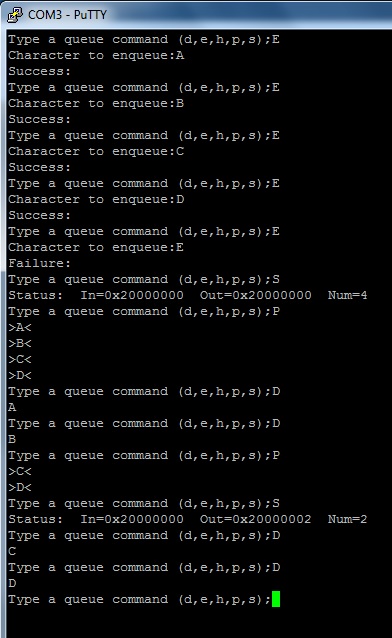 COM3 - PuTTY
Type a queue command (d,e,h,p,s);E
Character to enqueue:A
Success:
Type a queue command (d,e,h,p,s);E
Character to enqueue:B
Success:
Type a queue command (d,e,h,p,s);E
Character to enqueue:C
Success:
Type a queue command (d,e,h,p,s);E
Character to enqueue:D
Success:
Type a queue command (d,e,h,p,s);E
Character to enqueue:E
Failure:
Type a queue command (d,e,h,p,s);S
Status:  In=0x20000000  Out=0x20000000  Num=4
Type a queue command (d,e,h,p,s);P
>A<
>B<
>C<
>D<
Type a queue command (d,e,h,p,s);D
A
Type a queue command (d,e,h,p,s);D
B
Type a queue command (d,e,h,p,s);P
>C<
>D<
Type a queue command (d,e,h,p,s);S
Status:  In=0x20000000  Out=0x20000002  Num=2
Type a queue command (d,e,h,p,s);D
C
Type a queue command (d,e,h,p,s);D
D
Type a queue command (d,e,h,p,s);